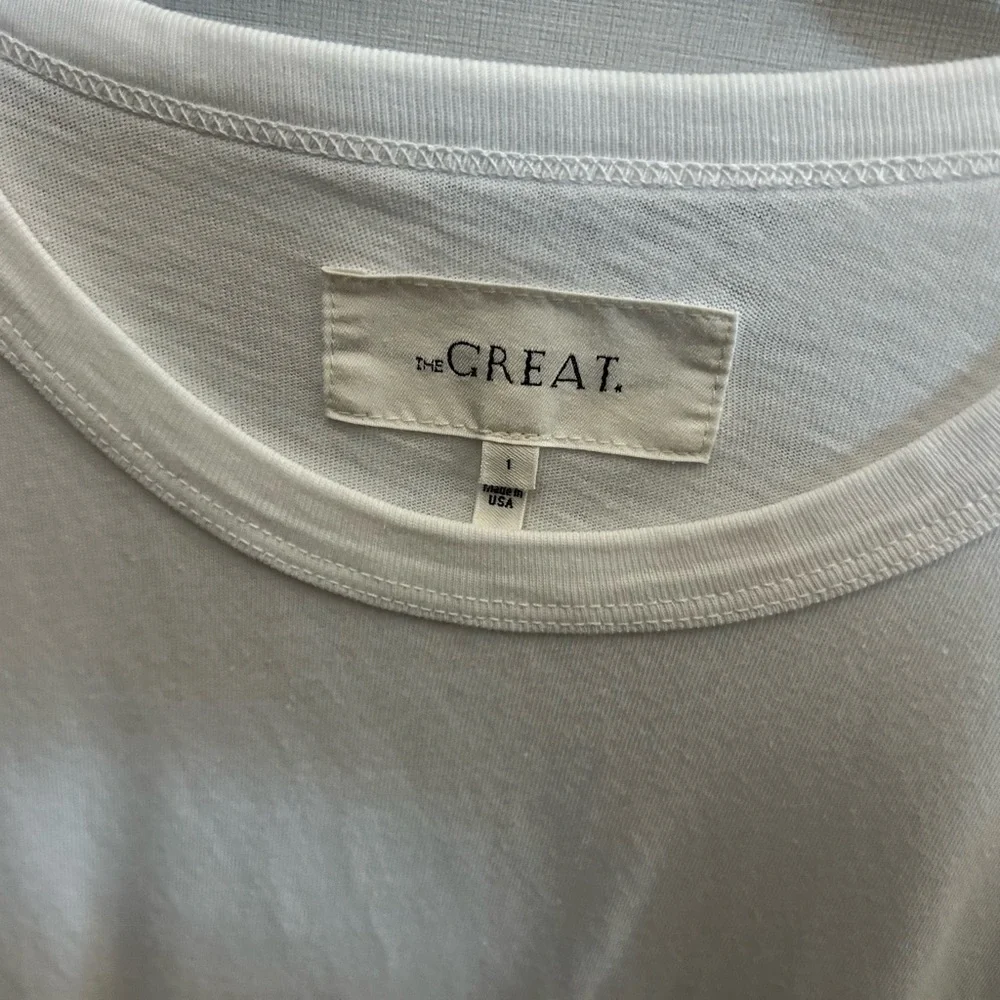 THE GREAT.
1
Made in
USA